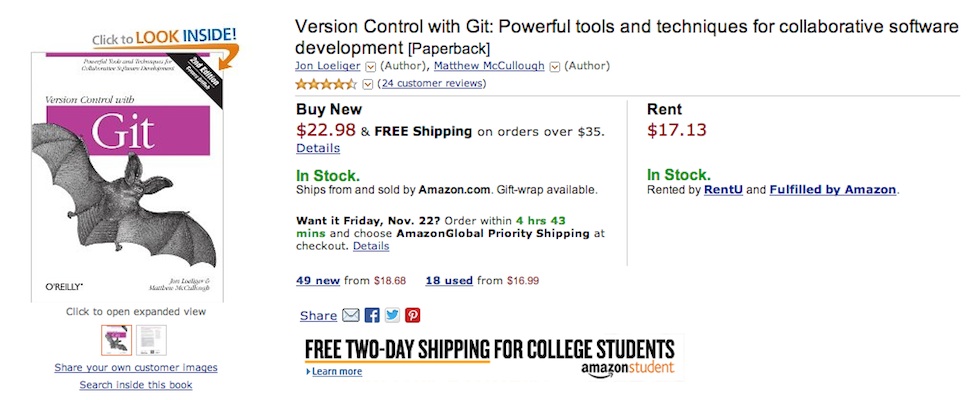 Click to LOOK INSIDE!
Powerful Tools and Techniques for
Collaborative Software Development
2nd Edition
Version Control with
Git
O'REILLY®
Jon Loeliger &
Matthew McCullough
Click to open expanded view
Share your own customer images
Search inside this book
Version Control with Git: Powerful tools and techniques for collaborative software
development [Paperback]
Jon Loeliger (Author), Matthew McCullough (Author)
(24 customer reviews)
Buy New
$22.98 & FREE Shipping on orders over $35.
Details
In Stock.
Ships from and sold by Amazon.com. Gift-wrap available.
Want it Friday, Nov. 22? Order within 4 hrs 43
mins and choose AmazonGlobal Priority Shipping at
checkout. Details
Rent
$17.13
In Stock.
Rented by RentU and Fulfilled by Amazon.
49 new from $18.68 18 used from $16.99
Share
FREE TWO-DAY SHIPPING FOR COLLEGE STUDENTS
Learn more
amazonstudent